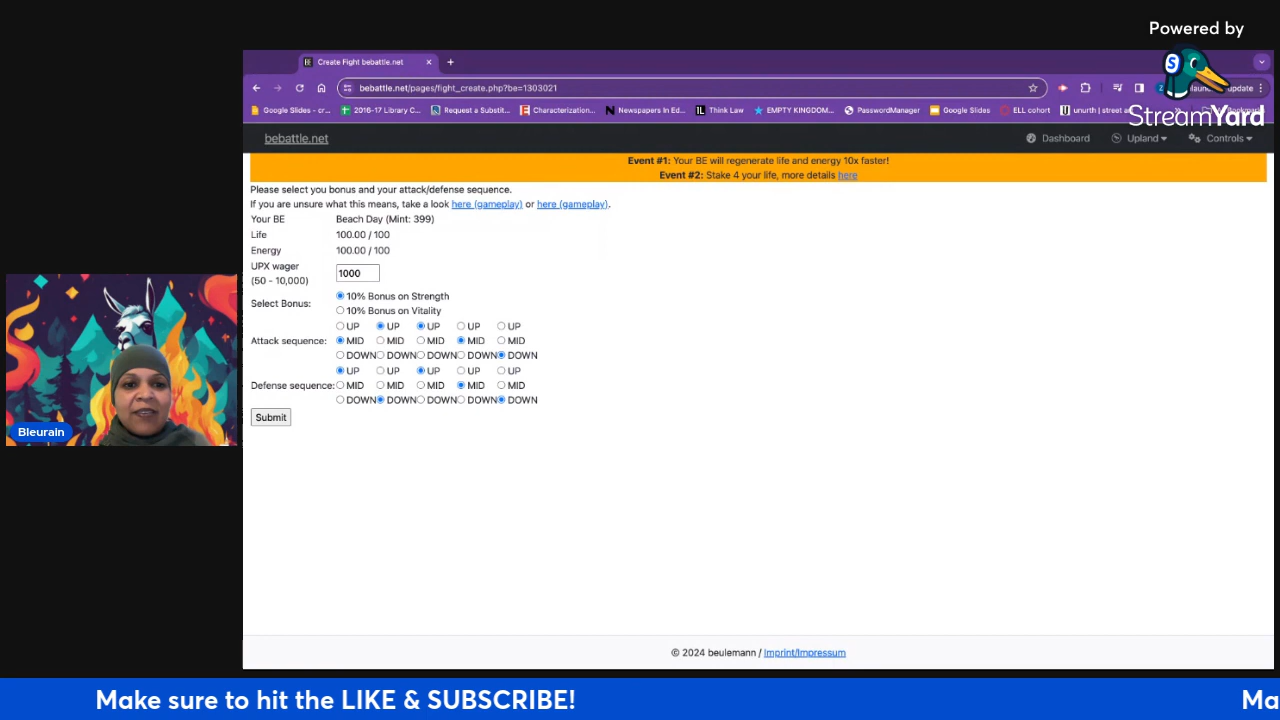 Powered by
StreamYard
Create Fight bebattle.net
bebattle.net/pages/fight_create.php?be=1303021
Google Slides - cr...
2016-17 Library C...
Request a Substit...
Characterization...
Newspapers In Ed...
Think Law
EMPTY KINGDOM...
PasswordManager
Google Slides
ELL cohort
unurth | street a
bebattle.net
Dashboard
Upland
Controls
Event #1: Your BE will regenerate life and energy 10x faster!
Event #2: Stake 4 your life, more details here
Please select you bonus and your attack/defense sequence.
If you are unsure what this means, take a look here (gameplay) or here (gameplay).
Your BE Beach Day (Mint: 399)
Life 100.00 / 100
Energy 100.00 / 100
UPX wager
(50 - 10,000)
1000
Select Bonus:
10% Bonus on Strength
10% Bonus on Vitality
Attack sequence:
UP UP UP UP UP
MID MID MID MID MID
DOWN DOWN DOWN DOWN DOWN
Defense sequence:
UP UP UP UP UP
MID MID MID MID MID
DOWN DOWN DOWN DOWN DOWN
Submit
Bleurain
© 2024 beulemann / Imprint/Impressum
Make sure to hit the LIKE & SUBSCRIBE!
Ma